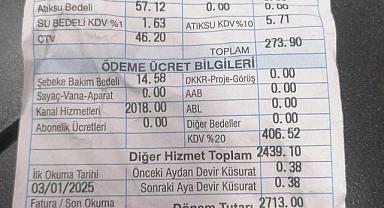 Atıksu Bedeli 57.12 0.00 0.00
SU BEDELİ KDV %1 1.63 ATIKSU KDV%10 5.71
ÇTV 46.20
TOPLAM 273.90
ÖDEME ÜCRET BİLGİLERİ
Şebeke Bakım Bedeli 14.58 DKKR-Proje-Görüş 0.00
Sayaç-Vana-Aparat 0.00 AAB 0.00
Kanal Hizmetleri 2018.00 ABL 0.00
Abonelik Ücretleri 0.00 Diğer Bedeller 0.00
KDV %20 406.52
Diğer Hizmet Toplam 2439.10
İlk Okuma Tarihi Önceki Aydan Devir Küsurat 0.38
03/01/2025 Sonraki Aya Devir Küsurat 0.38
Fatura / Son Okuma Dönem Tutarı 2713.00